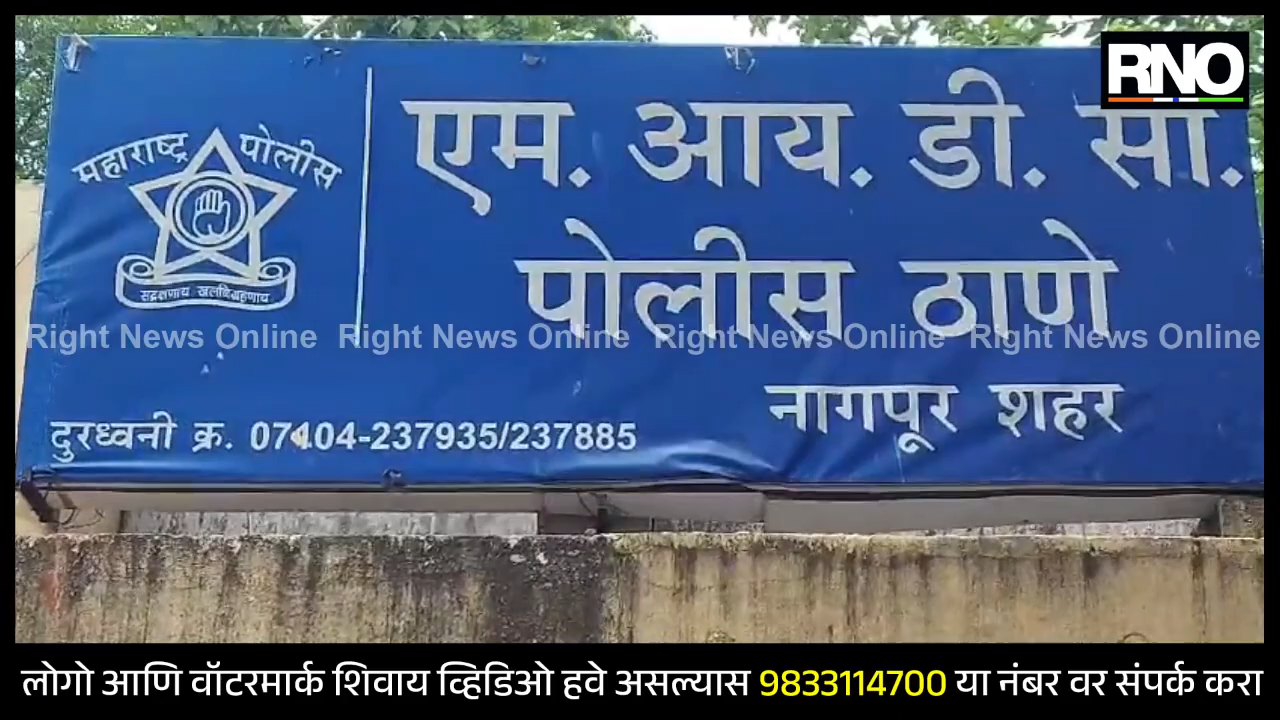 RNO
एम. आय. डी. सी.
महाराष्ट्र पोलीस
पोलीस ठाणे
सद्रक्षणाय खलनिग्रहणाय
Right News Online Right News Online Right News Online Right News Online
नागपूर शहर
दुरध्वनी क्र. 07104-237935/237885
लोगो आणि वॉटरमार्क शिवाय व्हिडिओ हवे असल्यास 9833114700 या नंबर वर संपर्क करा